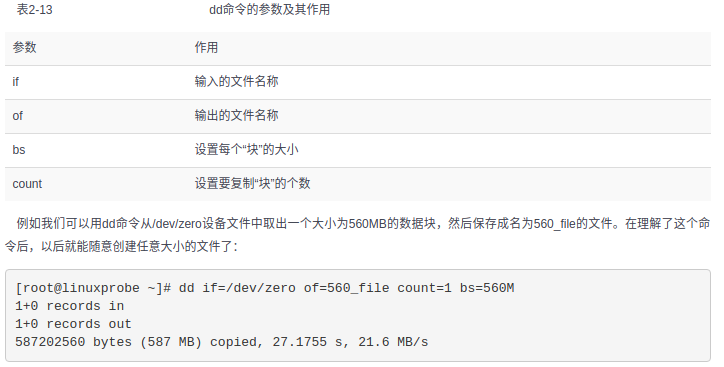 表2-13 dd命令的参数及其作用
参数 作用
if 输入的文件名称
of 输出的文件名称
bs 设置每个“块”的大小
count 设置要复制“块”的个数
例如我们可以用dd命令从/dev/zero设备文件中取出一个大小为560MB的数据块，然后保存成名为560_file的文件。在理解了这个命
令后，以后就能随意创建任意大小的文件了：
[root@linuxprobe ~]# dd if=/dev/zero of=560_file count=1 bs=560M
1+0 records in
1+0 records out
587202560 bytes (587 MB) copied, 27.1755 s, 21.6 MB/s